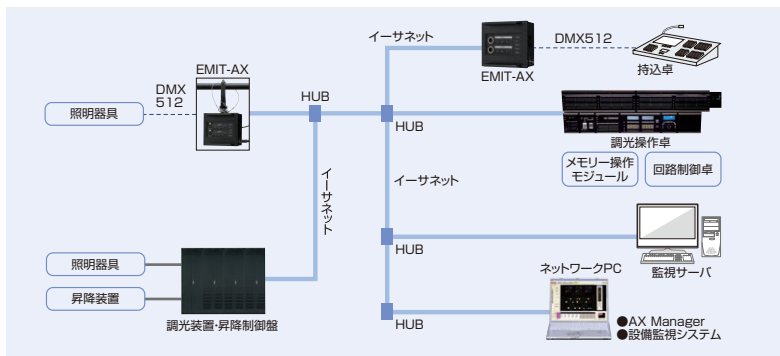 イーサネット
DMX512
EMIT-AX
持込卓
EMIT-AX
DMX
512
HUB
照明器具
HUB
調光操作卓
メモリー操作
モジュール
回路制御卓
イーサネット
イーサネット
照明器具
昇降装置
調光装置・昇降制御盤
HUB
監視サーバ
ネットワークPC
HUB
●AX Manager
●設備監視システム